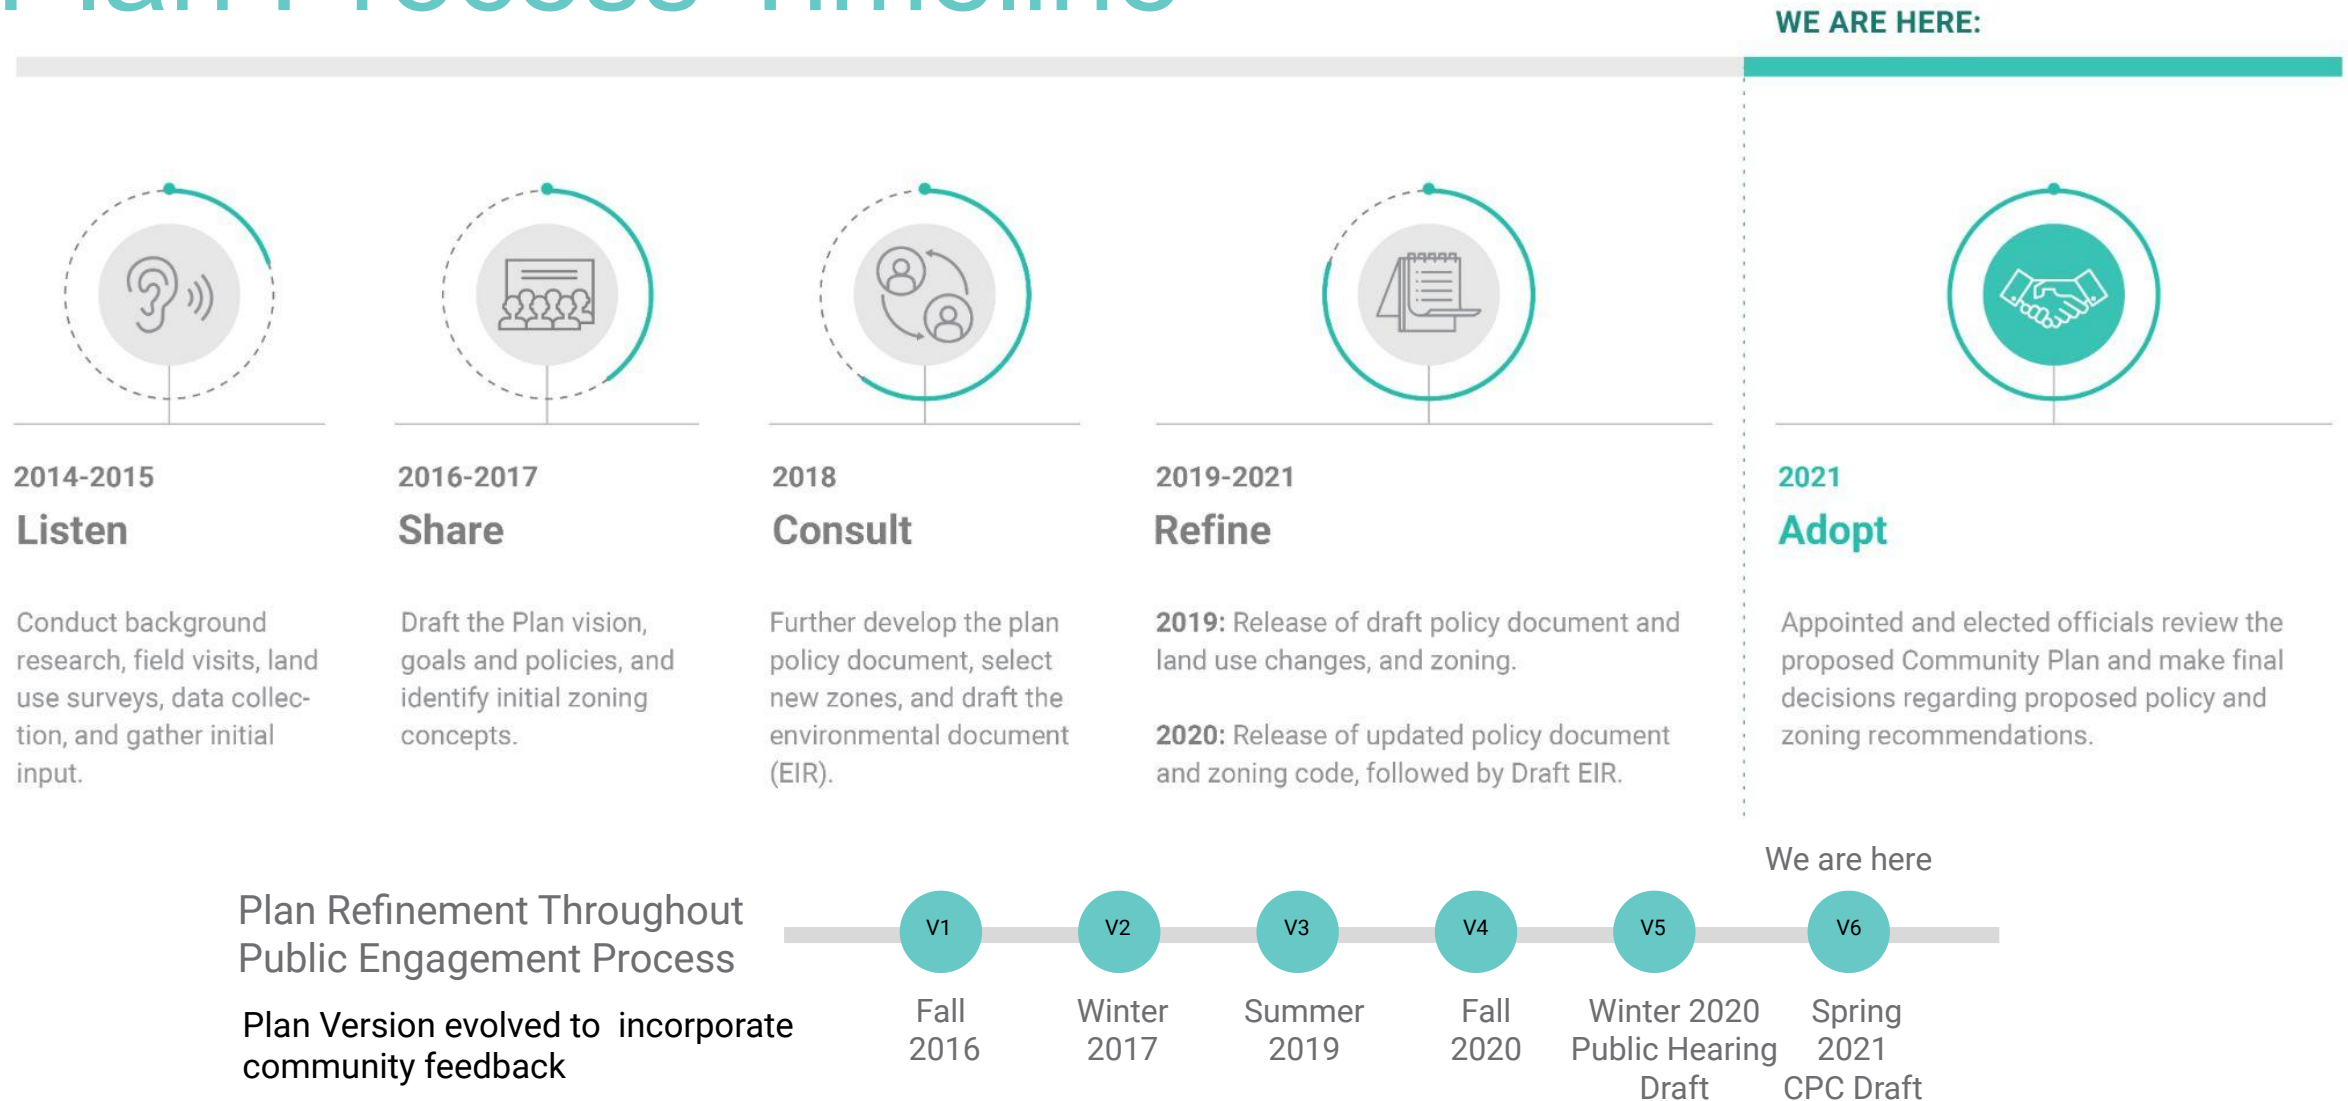 Plan Process Timeline
WE ARE HERE:
2014-2015
Listen
Conduct background
research, field visits, land
use surveys, data collec-
tion, and gather initial
input.
2016-2017
Share
Draft the Plan vision,
goals and policies, and
identify initial zoning
concepts.
2018
Consult
Further develop the plan
policy document, select
new zones, and draft the
environmental document
(EIR).
2019-2021
Refine
2019: Release of draft policy document and
land use changes, and zoning.
2020: Release of updated policy document
and zoning code, followed by Draft EIR.
2021
Adopt
Appointed and elected officials review the
proposed Community Plan and make final
decisions regarding proposed policy and
zoning recommendations.
Plan Refinement Throughout
Public Engagement Process
Plan Version evolved to  incorporate
community feedback
We are here
V1
Fall
2016
V2
Winter
2017
V3
Summer
2019
V4
Fall
2020
V5
Winter 2020
Public Hearing
Draft
V6
Spring
2021
CPC Draft